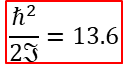 ℏ²/2ℑ = 13.6